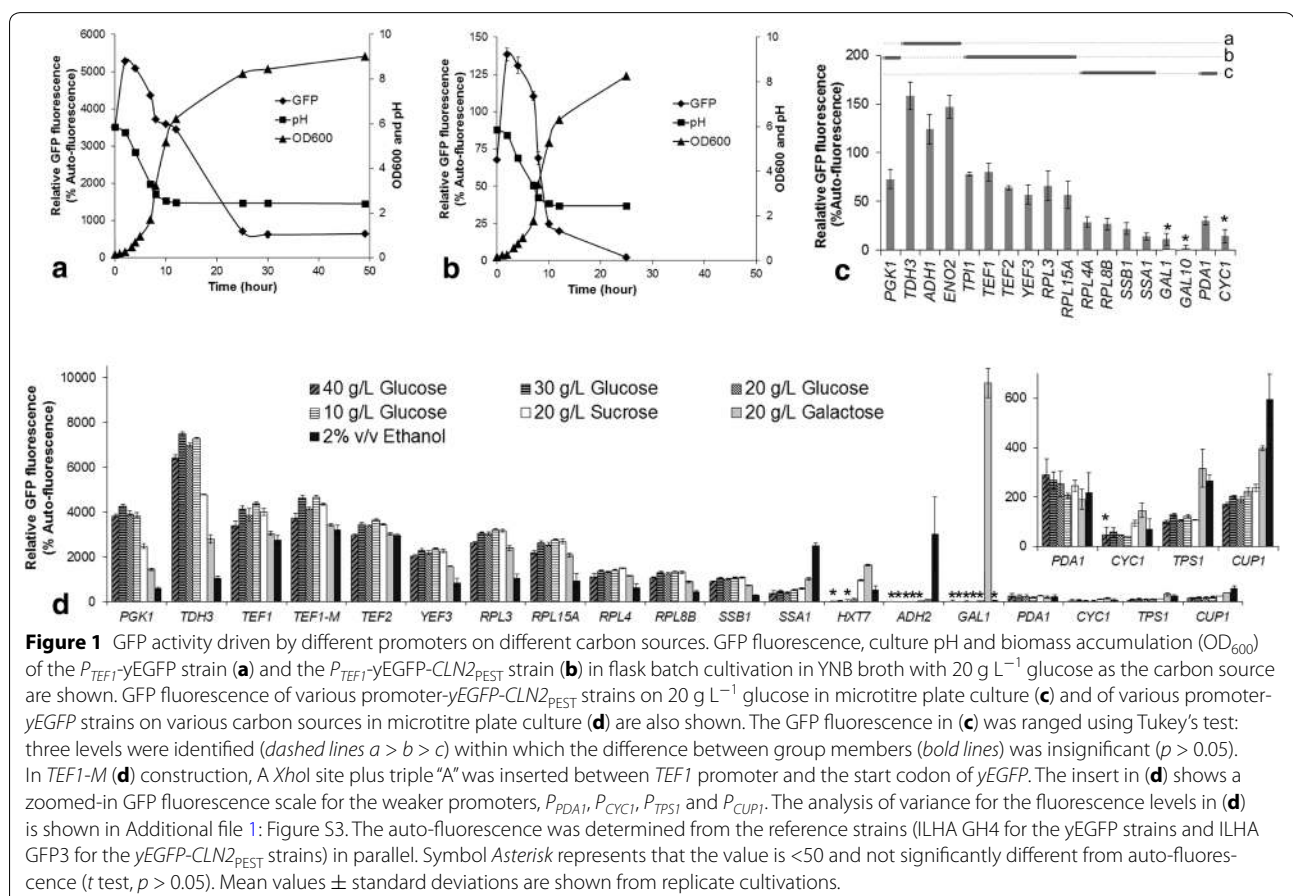 6000
5000
4000
3000
2000
1000
0
Relative GFP fluorescence
(% Auto-fluorescence)
10
8
6
4
2
0
OD600 and pH
GFP
pH
OD600
0 10 20 30 40 50
Time (hour)
a
150
125
100
75
50
25
0
Relative GFP fluorescence
(% Auto-fluorescence)
10
8
6
4
2
0
OD600 and pH
GFP
pH
OD600
0 10 20 30 40
Time (hour)
b
a
b
c
200
150
100
50
0
Realative GFP fluorescence
(%Auto-fluorescence)
* * *
c
PGK1 TDH3 ADH1 ENO2 TPI1 TEF1 TEF2 YEF3 RPL3 RPL15A RPL4A RPL8B SSB1 SSA1 GAL1 GAL10 PDA1 CYC1
10000
8000
6000
4000
2000
0
Relative GFP fluorescence
(% Auto-fluorescence)
40 g/L Glucose 30 g/L Glucose 20 g/L Glucose
10 g/L Glucose 20 g/L Sucrose 20 g/L Galactose
2% v/v Ethanol
600
400
200
0
*
PDA1 CYC1 TPS1 CUP1
* * ***** ***** *
d
PGK1 TDH3 TEF1 TEF1-M TEF2 YEF3 RPL3 RPL15A RPL4 RPL8B SSB1 SSA1 HXT7 ADH2 GAL1 PDA1 CYC1 TPS1 CUP1
Figure 1 GFP activity driven by different promoters on different carbon sources. GFP fluorescence, culture pH and biomass accumulation (OD600)
of the PTEF1-yEGFP strain (a) and the PTEF1-yEGFP-CLN2PEST strain (b) in flask batch cultivation in YNB broth with 20 g L−1 glucose as the carbon source
are shown. GFP fluorescence of various promoter-yEGFP-CLN2PEST strains on 20 g L−1 glucose in microtitre plate culture (c) and of various promoter-
yEGFP strains on various carbon sources in microtitre plate culture (d) are also shown. The GFP fluorescence in (c) was ranged using Tukey's test:
three levels were identified (dashed lines a > b > c) within which the difference between group members (bold lines) was insignificant (p > 0.05).
In TEF1-M (d) construction, A XhoI site plus triple "A" was inserted between TEF1 promoter and the start codon of yEGFP. The insert in (d) shows a
zoomed-in GFP fluorescence scale for the weaker promoters, PPDA1, PCYC1, PTPS1 and PCUP1. The analysis of variance for the fluorescence levels in (d)
is shown in Additional file 1: Figure S3. The auto-fluorescence was determined from the reference strains (ILHA GH4 for the yEGFP strains and ILHA
GFP3 for the yEGFP-CLN2PEST strains) in parallel. Symbol Asterisk represents that the value is <50 and not significantly different from auto-fluores-
cence (t test, p > 0.05). Mean values ± standard deviations are shown from replicate cultivations.